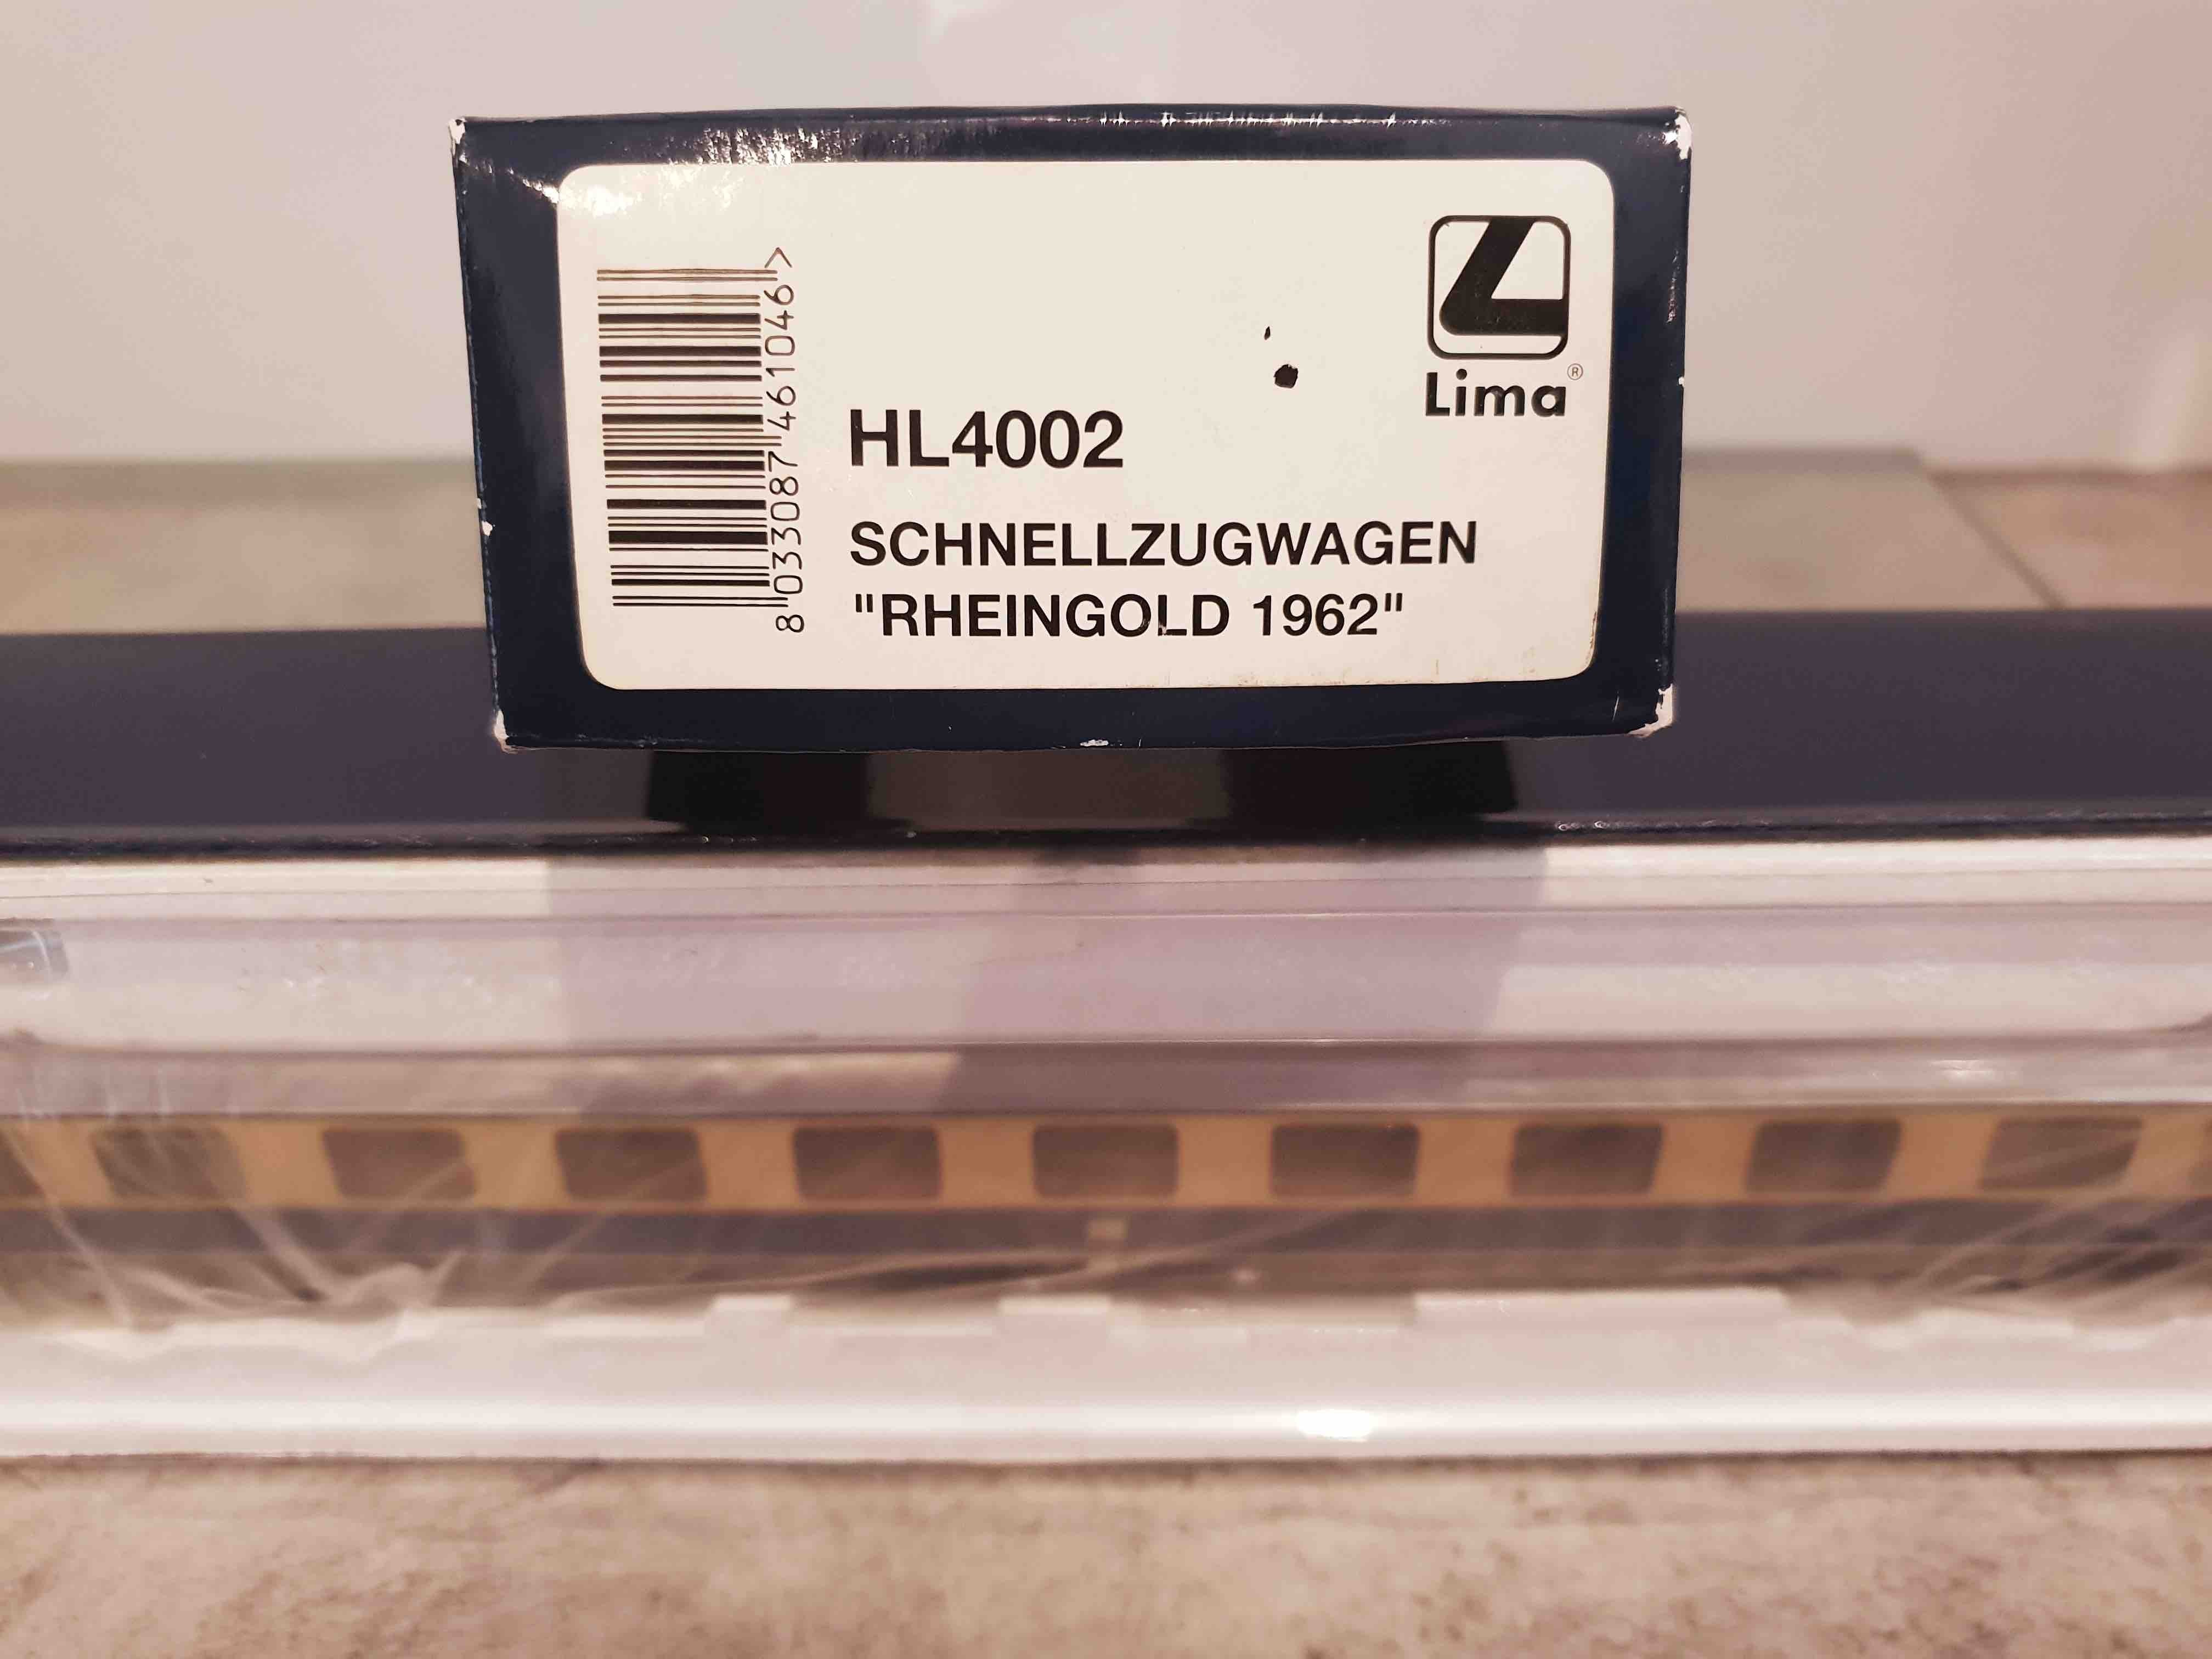 Lima®
HL4002
SCHNELLZUGWAGEN
"RHEINGOLD 1962"
8 033087 461046 >